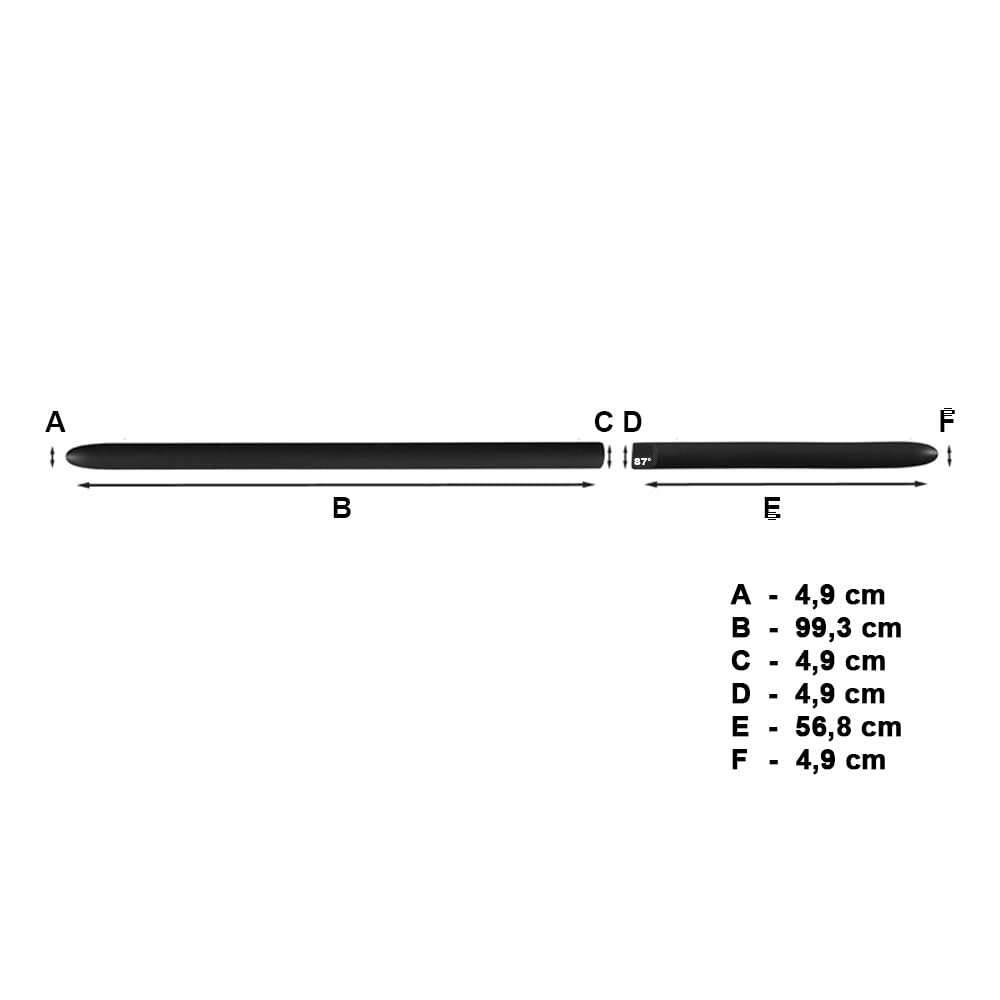 A C D F
87°
B E
A - 4,9 cm
B - 99,3 cm
C - 4,9 cm
D - 4,9 cm
E - 56,8 cm
F - 4,9 cm